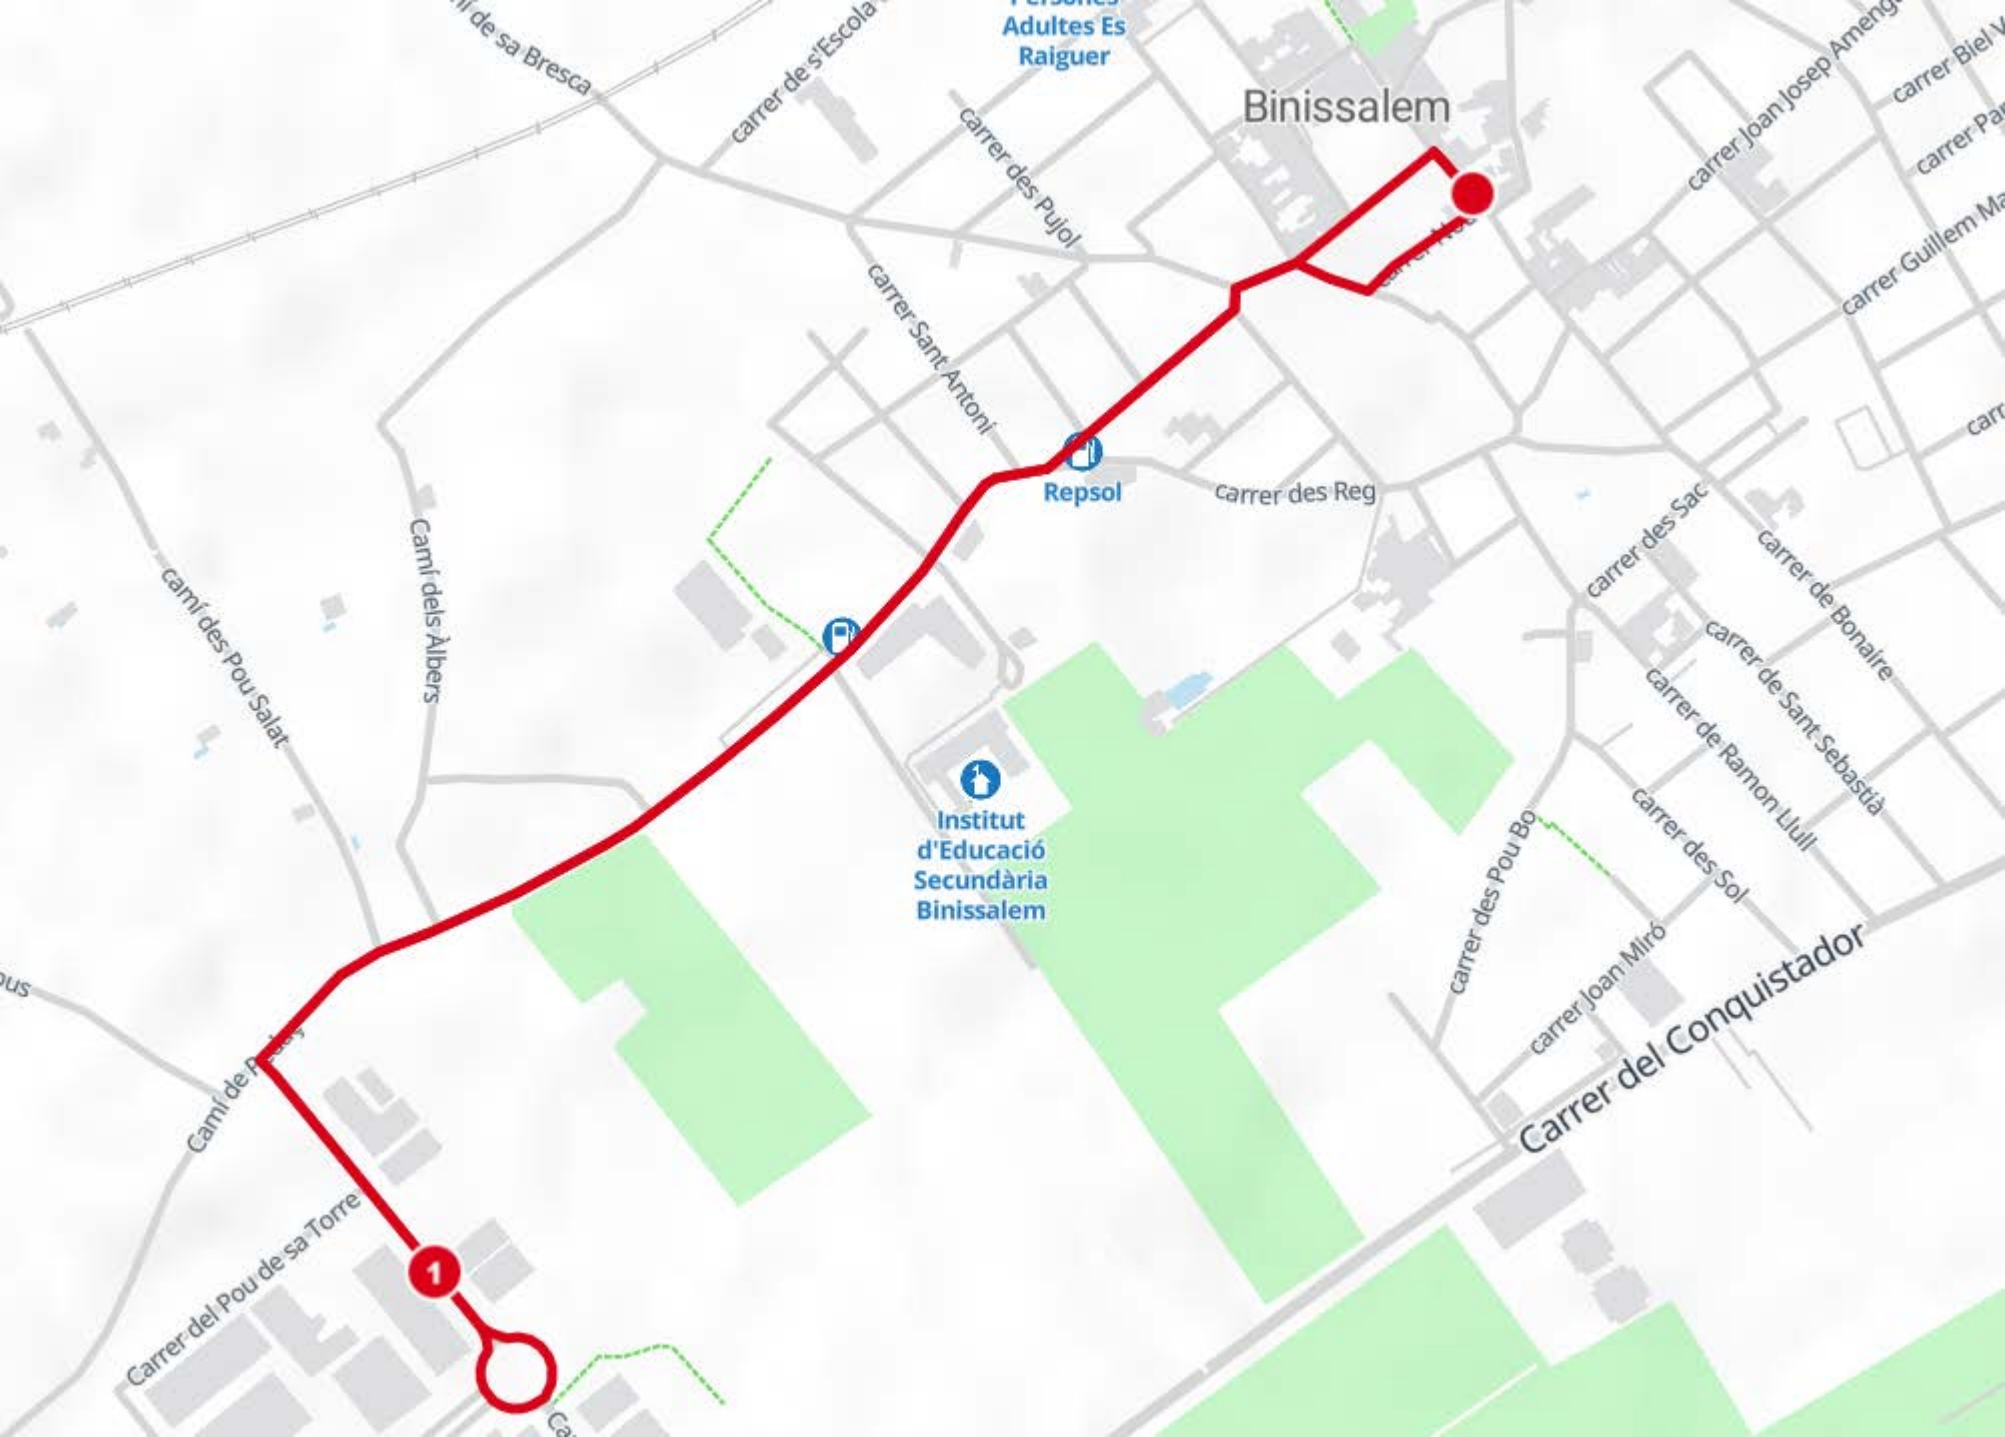 Adultes Es
Raiguer
de sa Bresca
carrer de s'Escola
Binissalem
carrer Joan Josep Ameng
carrer Biel V
carrer Pa
carrer des Pujol
carrer Guillem Ma
carrer Sant Antoni
carr
Repsol
carrer des Reg
carrer des Sac
Camí dels Àlbers
camí des Pou Salat
carrer de Bonaire
carrer de Sant Sebastià
carrer de Ramon Llull
Institut
d'Educació
Secundària
Binissalem
carrer des Pou Bo
carrer des Sol
carrer Joan Miró
Carrer del Conquistador
ous
Camí de
Carrer del Pou de sa Torre
1
Ca